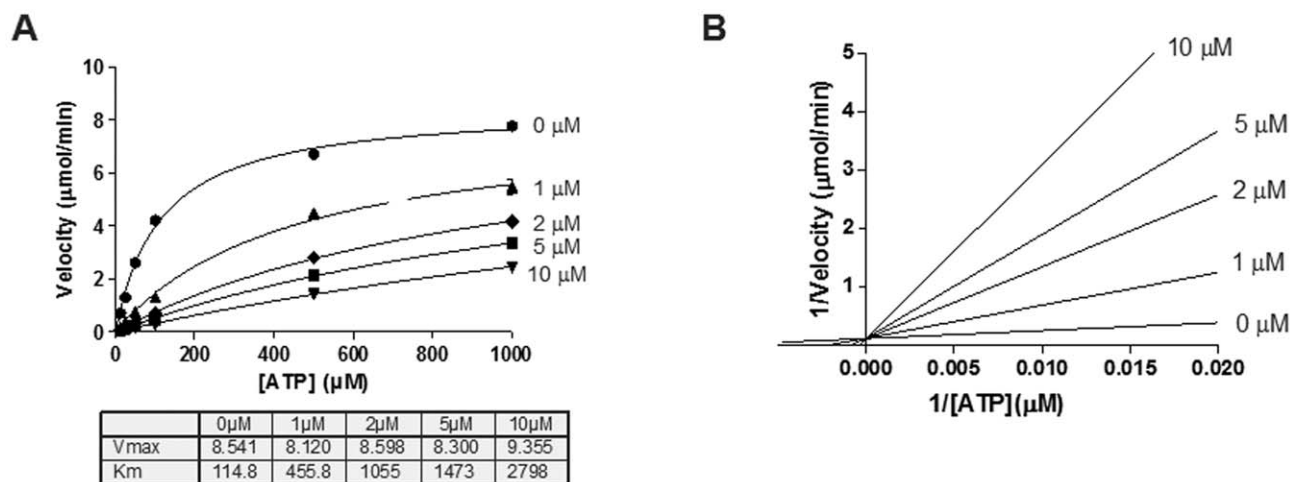 A
Velocity (µmol/min)
10
8
6
4
2
0
0 µM
1 µM
2 µM
5 µM
10 µM
0
200
400
600
800
1000
[ATP] (µM)
0µM 1µM 2µM 5µM 10µM
Vmax 8.541 8.120 8.598 8.300 9.355
Km 114.8 455.8 1055 1473 2798
B
1/Velocity (µmol/min)
5
4
3
2
1
10 µM
5 µM
2 µM
1 µM
0 µM
0.000
0.005
0.010
0.015
0.020
1/[ATP](µM)